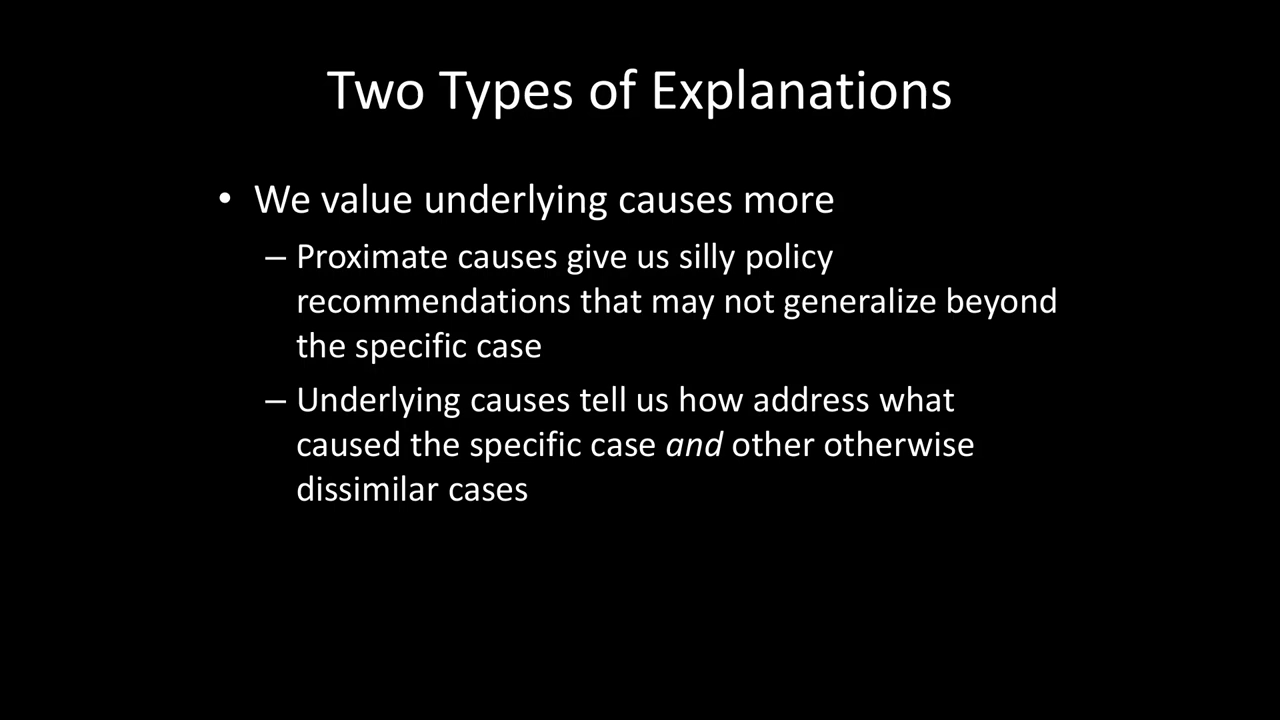 Two Types of Explanations
• We value underlying causes more
– Proximate causes give us silly policy
recommendations that may not generalize beyond
the specific case
– Underlying causes tell us how address what
caused the specific case and other otherwise
dissimilar cases